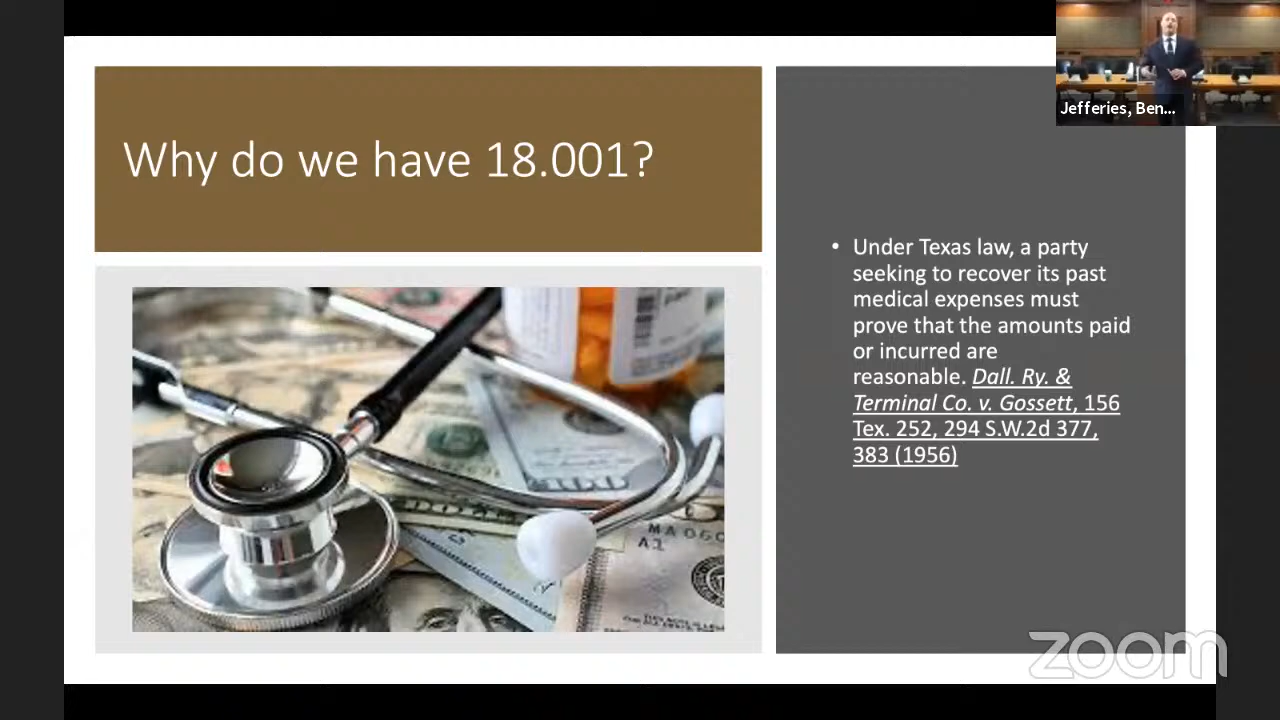 Jefferies, Ben...
Why do we have 18.001?
• Under Texas law, a party
seeking to recover its past
medical expenses must
prove that the amounts paid
or incurred are
reasonable. Dall. Ry. &
Terminal Co. v. Gossett, 156
Tex. 252, 294 S.W.2d 377,
383 (1956)
MA060
A1
zoom